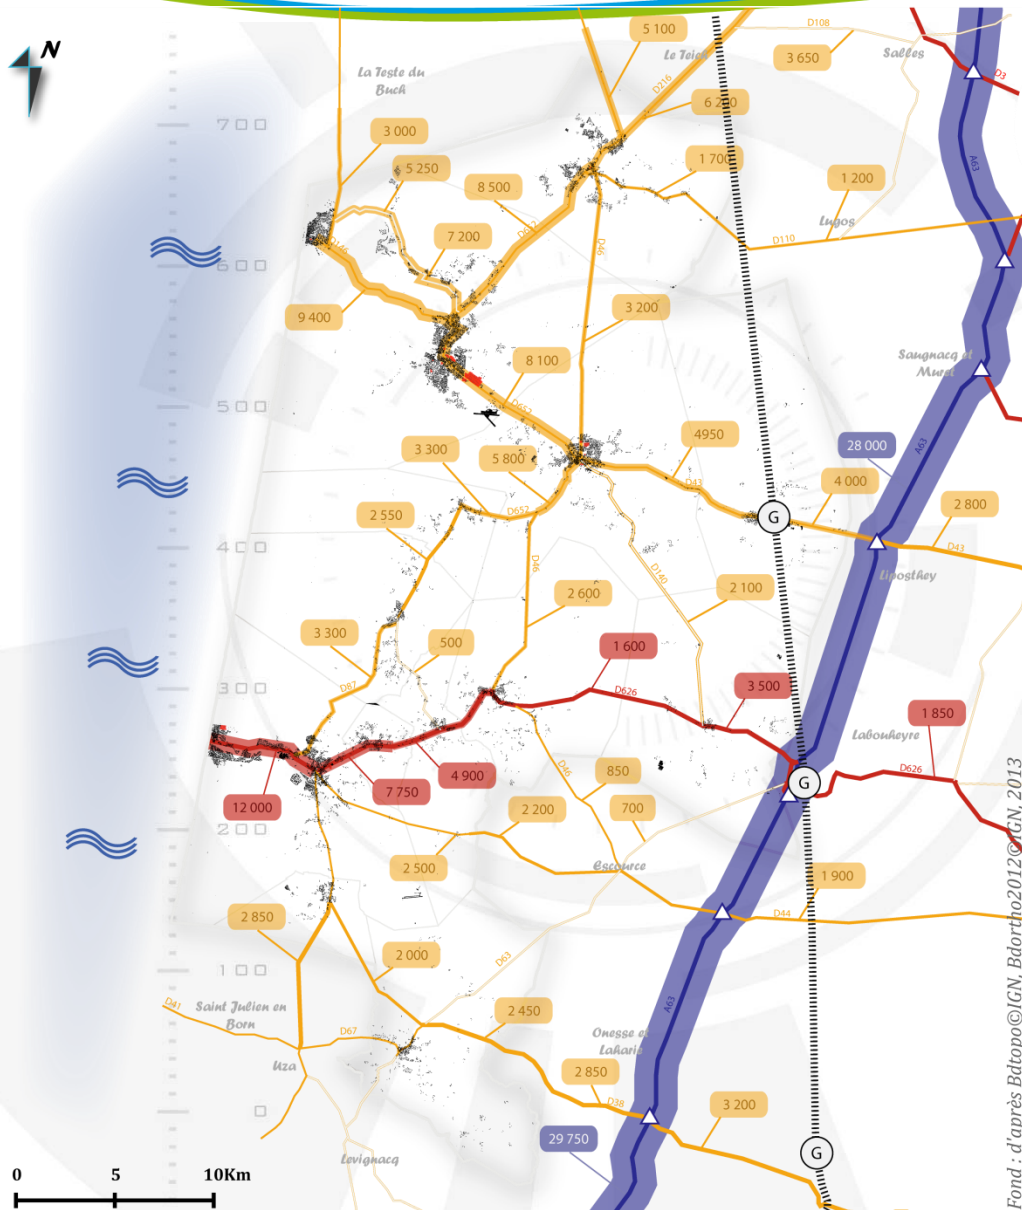 N
5 100
D108
Le Teich
3 650
Salles
D3
La Teste du
Buch
D216
6 200
700
3 000
5 250
8 500
1 700
A63
1 200
Lugos
D652
7 200
D46
D110
600
9 400
3 200
Saugnacq et
Muret
8 100
500
D652
4950
28 000
A63
3 300
5 800
D43
4 000
2 800
2 550
D652
D43
400
D46
D140
Liposthey
2 600
2 100
3 300
500
1 600
D87
300
D626
3 500
1 850
Labouheyre
D46
850
D626
4 900
7 750
12 000
2 200
700
200
2 500
Escource
1 900
2 850
D44
2 000
D63
100
D41
Saint Julien en
Born
A63
2 450
Onesse et
Laharie
D67
Uza
2 850
D38
3 200
29 750
Levignacq
G
G
G
0 5 10Km
Fond : d'après Bdtopo©IGN, Bdortho2012©IGN, 2013